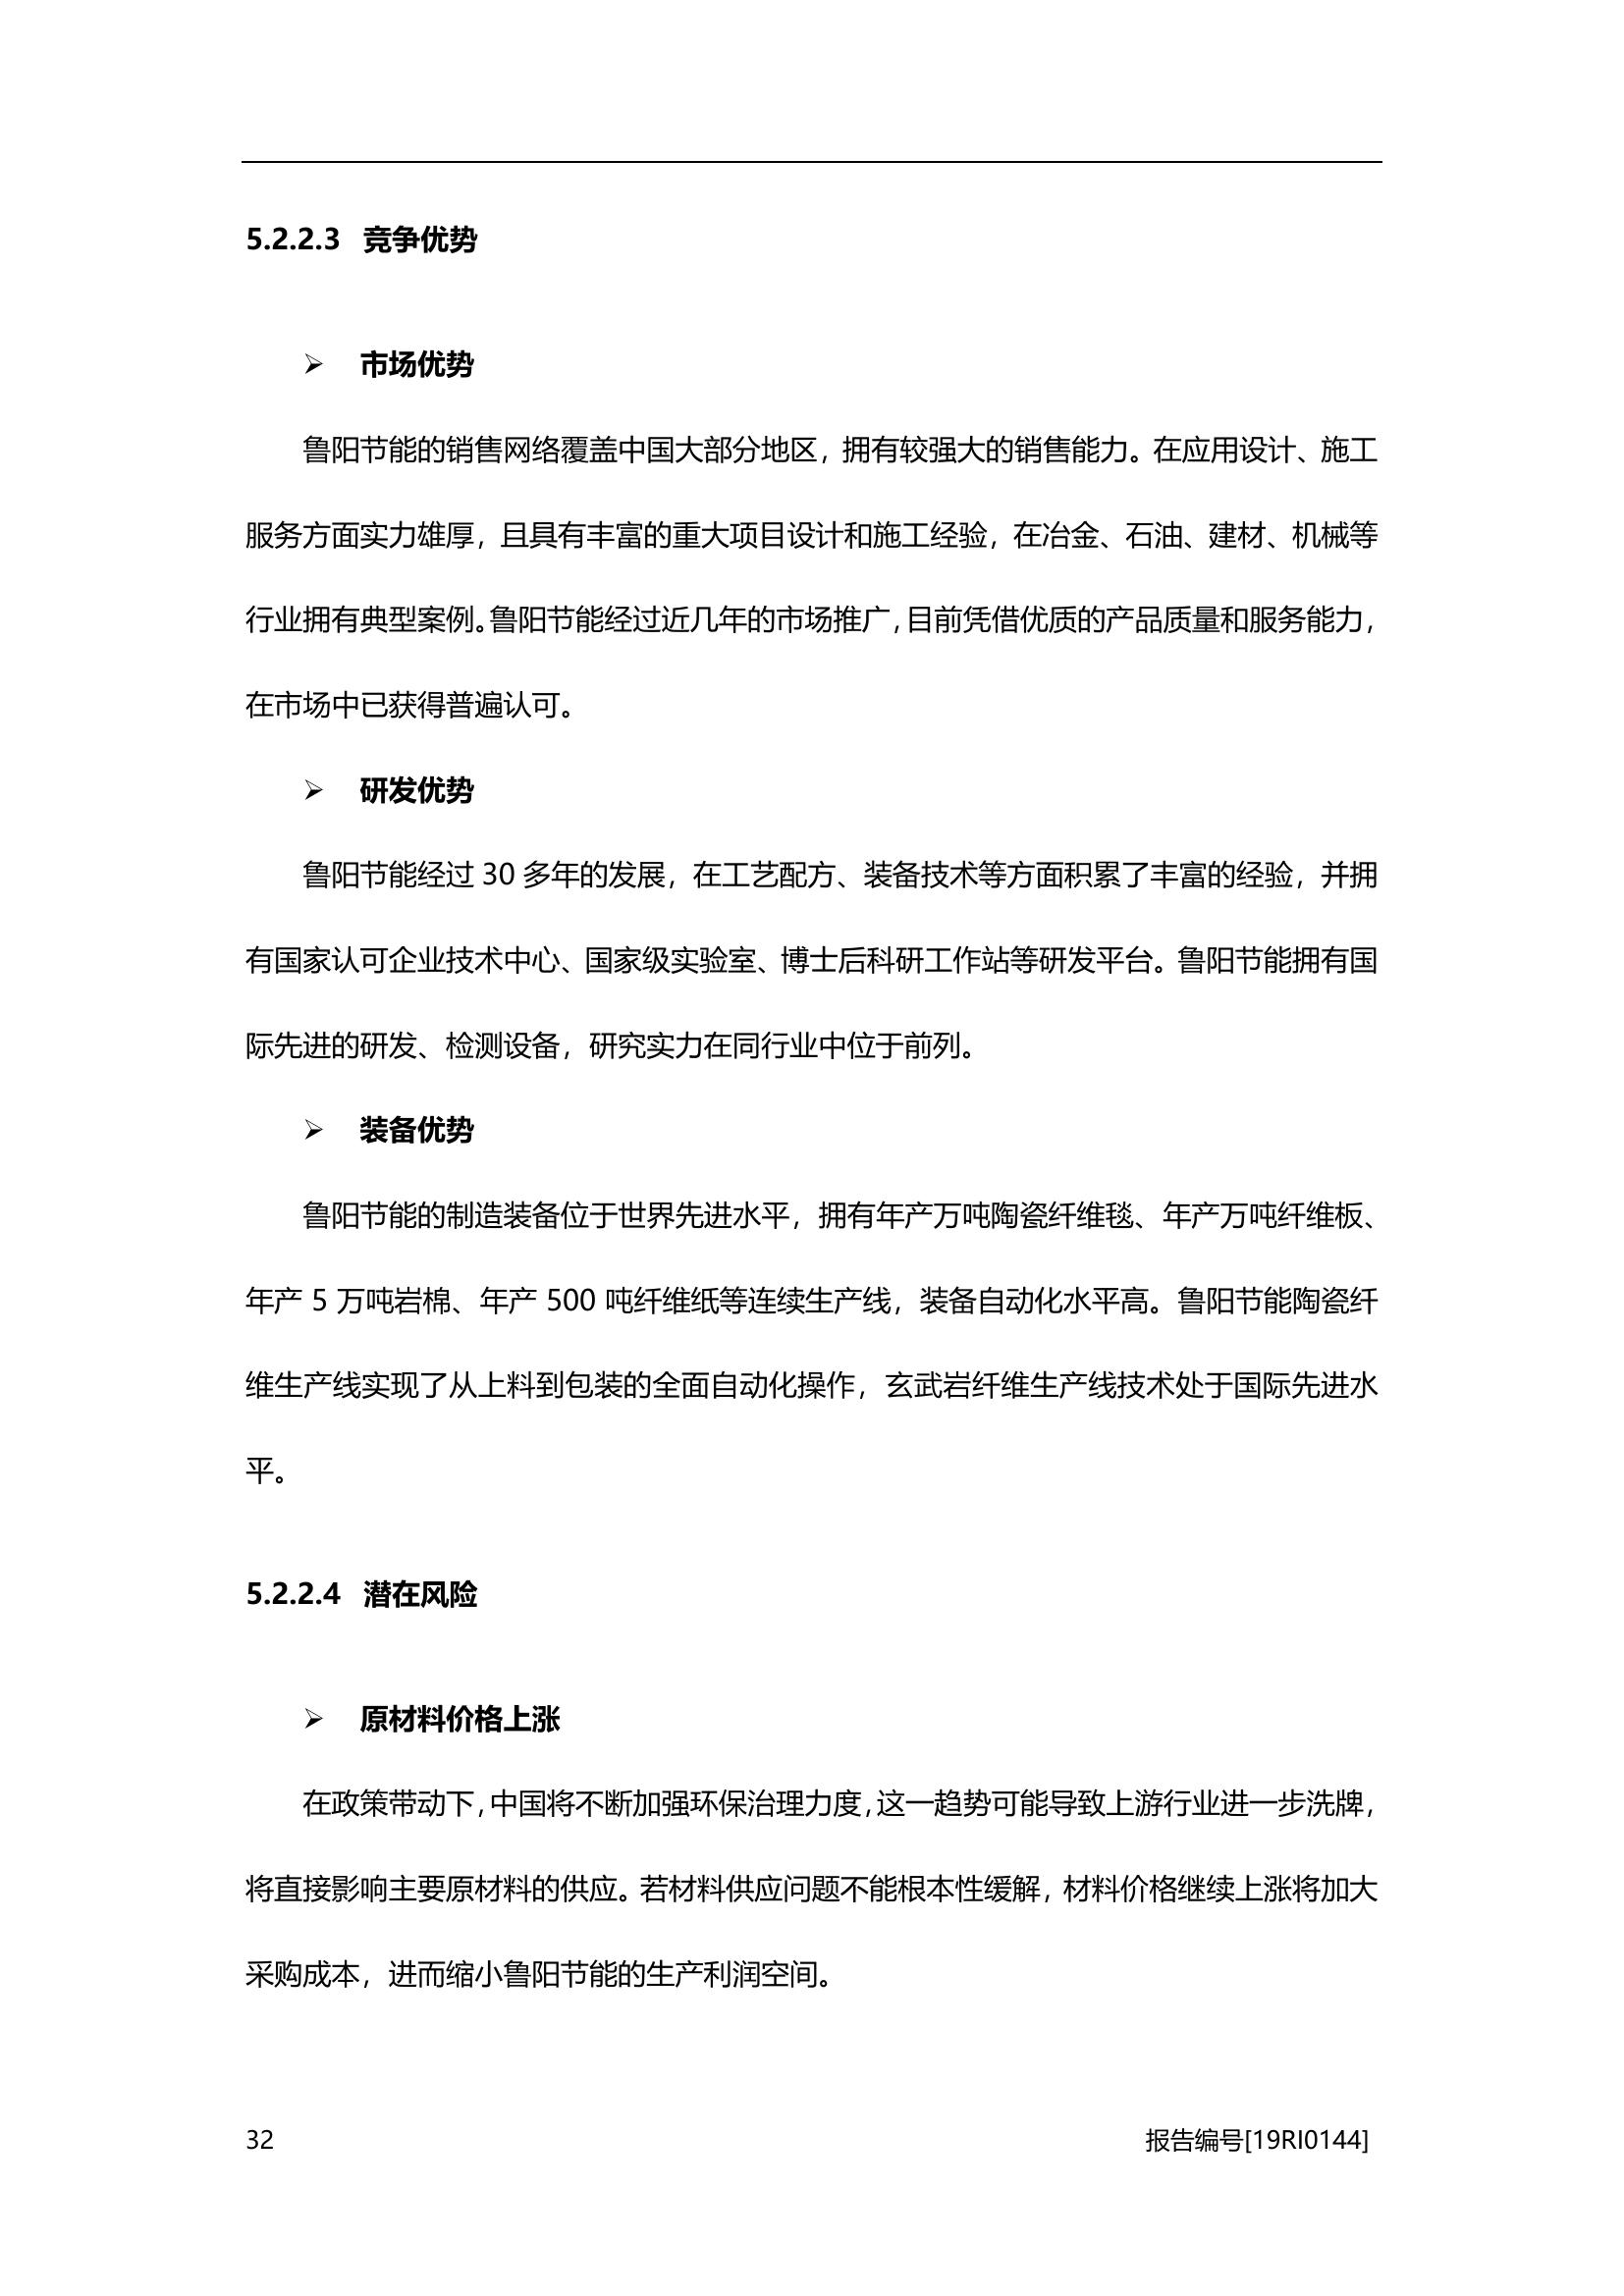 5.2.2.3 竞争优势
➢ 市场优势
鲁阳节能的销售网络覆盖中国大部分地区，拥有较强大的销售能力。在应用设计、施工
服务方面实力雄厚，且具有丰富的重大项目设计和施工经验，在冶金、石油、建材、机械等
行业拥有典型案例。鲁阳节能经过近几年的市场推广，目前凭借优质的产品质量和服务能力，
在市场中已获得普遍认可。
➢ 研发优势
鲁阳节能经过 30 多年的发展，在工艺配方、装备技术等方面积累了丰富的经验，并拥
有国家认可企业技术中心、国家级实验室、博士后科研工作站等研发平台。鲁阳节能拥有国
际先进的研发、检测设备，研究实力在同行业中位于前列。
➢ 装备优势
鲁阳节能的制造装备位于世界先进水平，拥有年产万吨陶瓷纤维毯、年产万吨纤维板、
年产 5 万吨岩棉、年产 500 吨纤维纸等连续生产线，装备自动化水平高。鲁阳节能陶瓷纤
维生产线实现了从上料到包装的全面自动化操作，玄武岩纤维生产线技术处于国际先进水
平。
5.2.2.4 潜在风险
➢ 原材料价格上涨
在政策带动下，中国将不断加强环保治理力度，这一趋势可能导致上游行业进一步洗牌，
将直接影响主要原材料的供应。若材料供应问题不能根本性缓解，材料价格继续上涨将加大
采购成本，进而缩小鲁阳节能的生产利润空间。
32 报告编号[19RI0144]